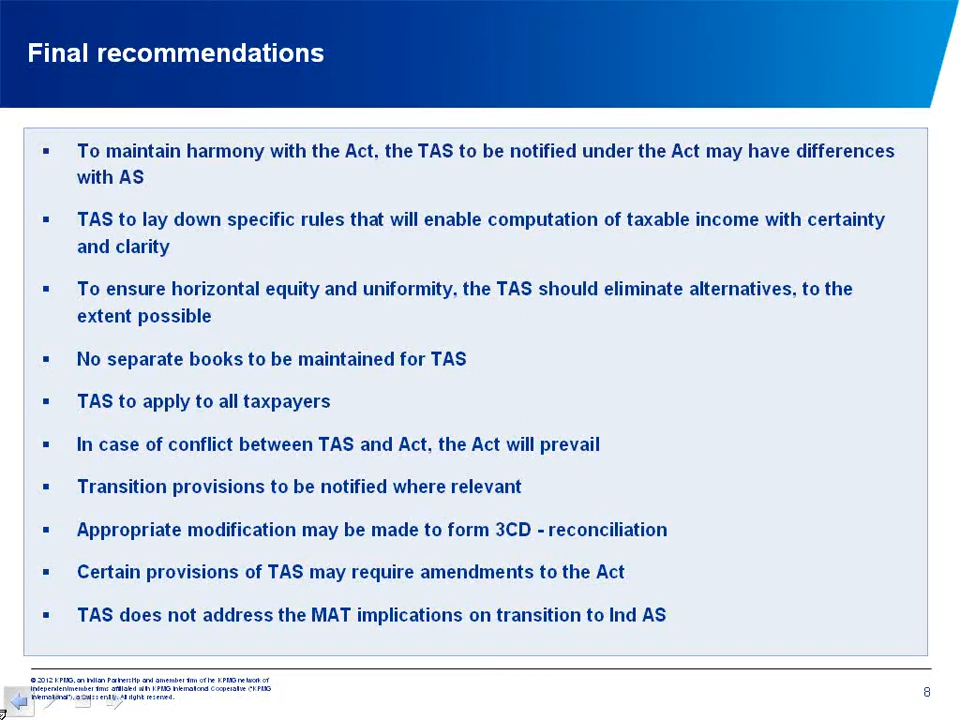 Final recommendations
▪ To maintain harmony with the Act, the TAS to be notified under the Act may have differences
with AS
▪ TAS to lay down specific rules that will enable computation of taxable income with certainty
and clarity
▪ To ensure horizontal equity and uniformity, the TAS should eliminate alternatives, to the
extent possible
▪ No separate books to be maintained for TAS
▪ TAS to apply to all taxpayers
▪ In case of conflict between TAS and Act, the Act will prevail
▪ Transition provisions to be notified where relevant
▪ Appropriate modification may be made to form 3CD - reconciliation
▪ Certain provisions of TAS may require amendments to the Act
▪ TAS does not address the MAT implications on transition to Ind AS
© 2012 KPMG, an Indian Partnership and a member firm of the KPMG network of
independent member firms affiliated with KPMG International Cooperative ("KPMG
International"), a Swiss entity. All rights reserved.
8